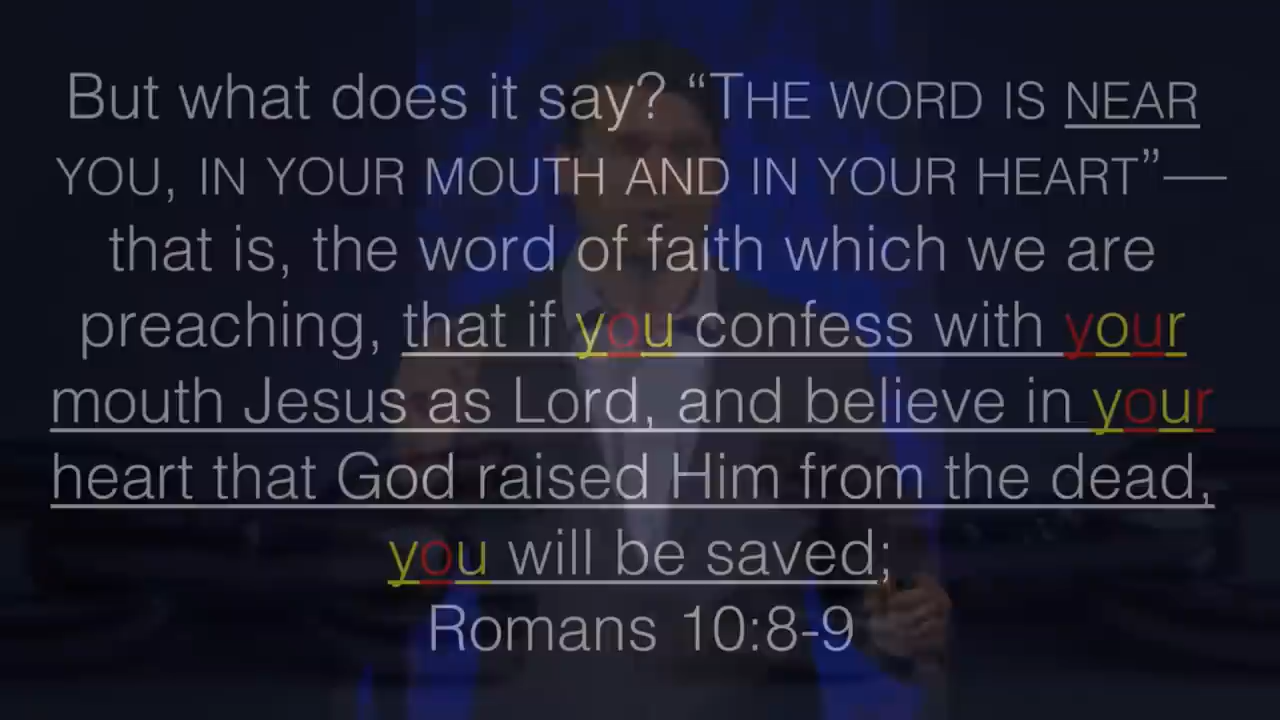 But what does it say? “THE WORD IS NEAR
YOU, IN YOUR MOUTH AND IN YOUR HEART”—
that is, the word of faith which we are
preaching, that if you confess with your
mouth Jesus as Lord, and believe in your
heart that God raised Him from the dead,
you will be saved;
Romans 10:8-9